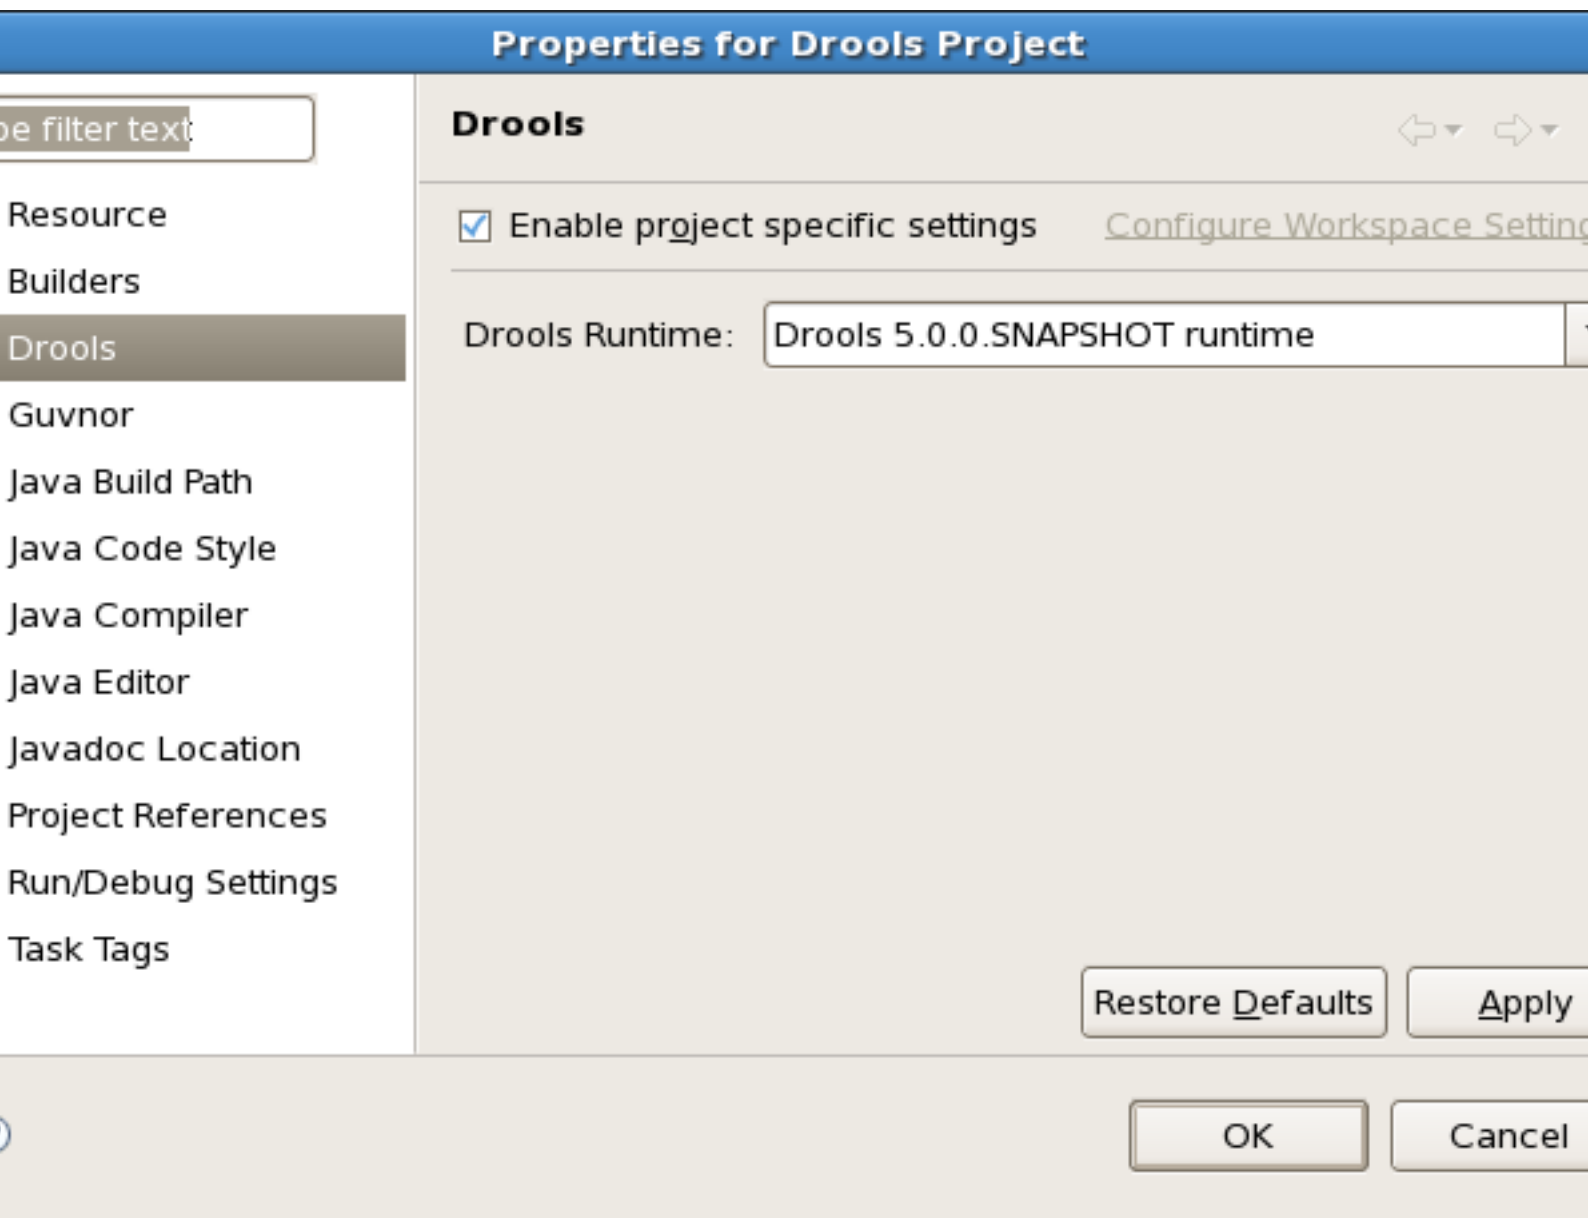 Properties for Drools Project
pe filter text
Drools
Enable project specific settings
Configure Workspace Setting
Drools Runtime:
Drools 5.0.0.SNAPSHOT runtime
Resource
Builders
Drools
Guvnor
Java Build Path
Java Code Style
Java Compiler
Java Editor
Javadoc Location
Project References
Run/Debug Settings
Task Tags
Restore Defaults
Apply
OK
Cancel